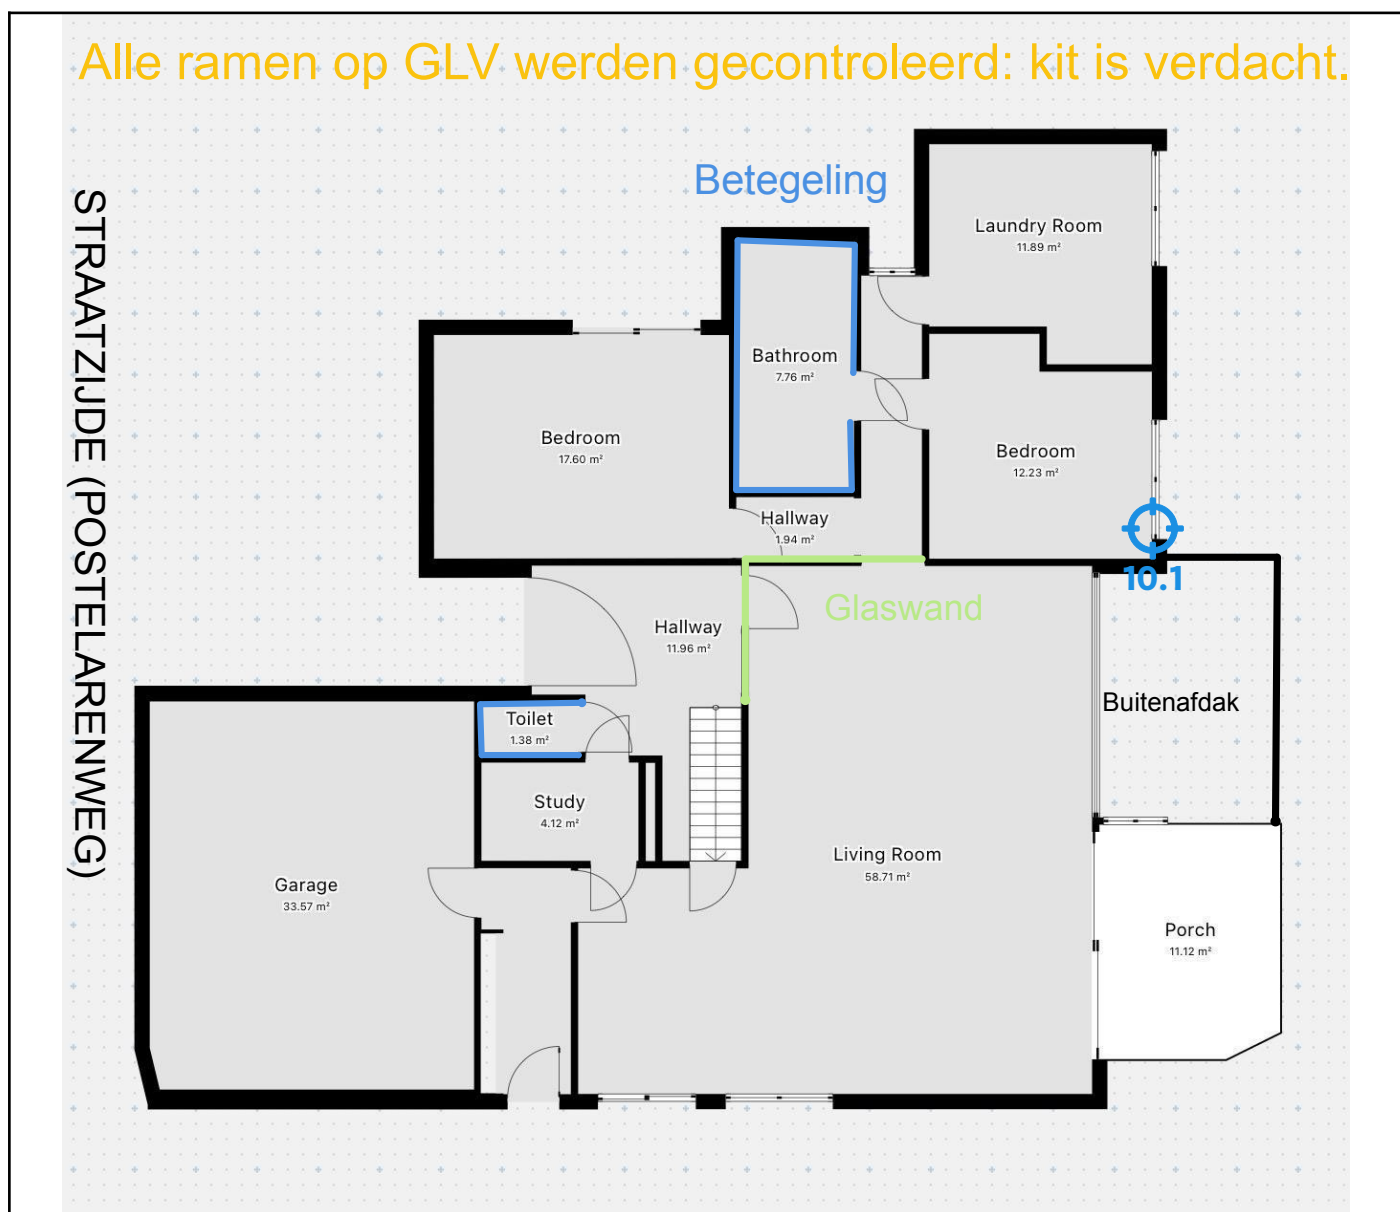 Alle ramen op GLV werden gecontroleerd: kit is verdacht.
STRAATZIJDE (POSTELARENWEG)
Betegeling
Laundry Room
11.89 m²
Bathroom
7.76 m²
Bedroom
17.60 m²
Bedroom
12.23 m²
Hallway
1.94 m²
10.1
Glaswand
Hallway
11.96 m²
Buitenafdak
Toilet
1.38 m²
Study
4.12 m²
Living Room
58.71 m²
Garage
33.57 m²
Porch
11.12 m²